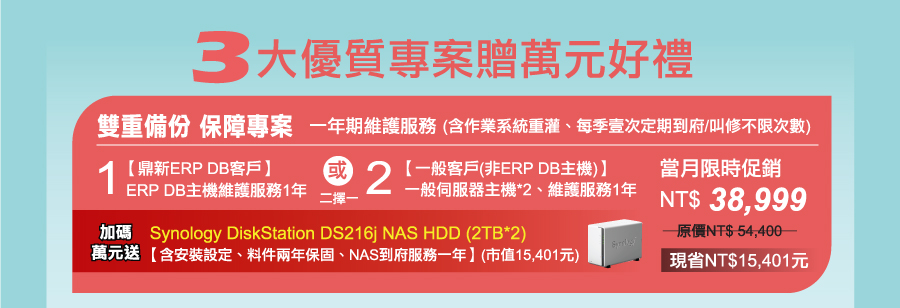 3大優質專案贈萬元好禮
雙重備份 保障專案 一年期維護服務 (含作業系統重灌、每季壹次定期到府/叫修不限次數)
1【鼎新ERP DB客戶】
ERP DB主機維護服務1年
或
二擇一
2【一般客戶(非ERP DB主機)】
一般伺服器主機*2、維護服務1年
當月限時促銷
NT$ 38,999
原價NT$ 54,400
現省NT$15,401元
加碼
萬元送
Synology DiskStation DS216j NAS HDD (2TB*2)
【含安裝設定、料件兩年保固、NAS到府服務一年】(市值15,401元)